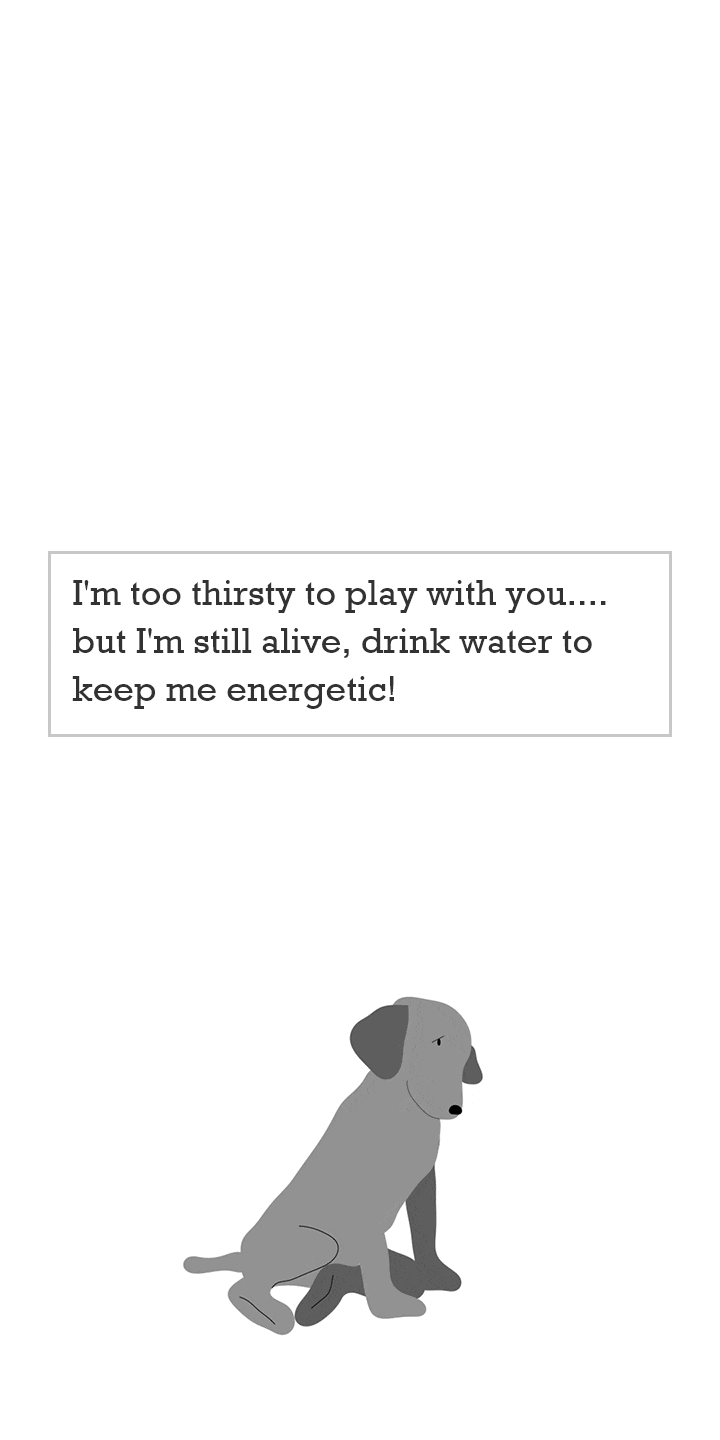 I'm too thirsty to play with you....
but I'm still alive, drink water to
keep me energetic!